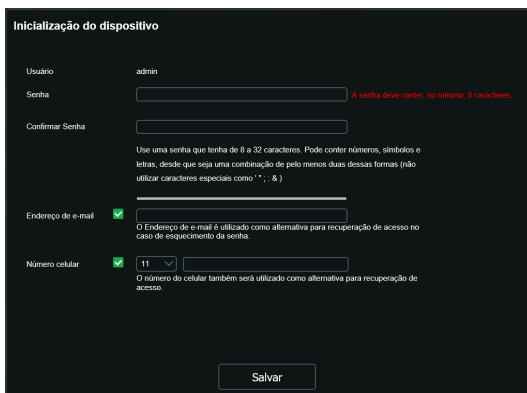 Inicialização do dispositivo
Usuário admin
Senha A senha deve conter, no mínimo, 8 caracteres.
Confirmar Senha
Use uma senha que tenha de 8 a 32 caracteres. Pode conter números, símbolos e
letras, desde que seja uma combinação de pelo menos duas dessas formas (não
utilizar caracteres especiais como ' " ; : & )
Endereço de e-mail
O Endereço de e-mail é utilizado como alternativa para recuperação de acesso no
caso de esquecimento da senha.
Número celular 11
O número do celular também será utilizado como alternativa para recuperação de
acesso.
Salvar